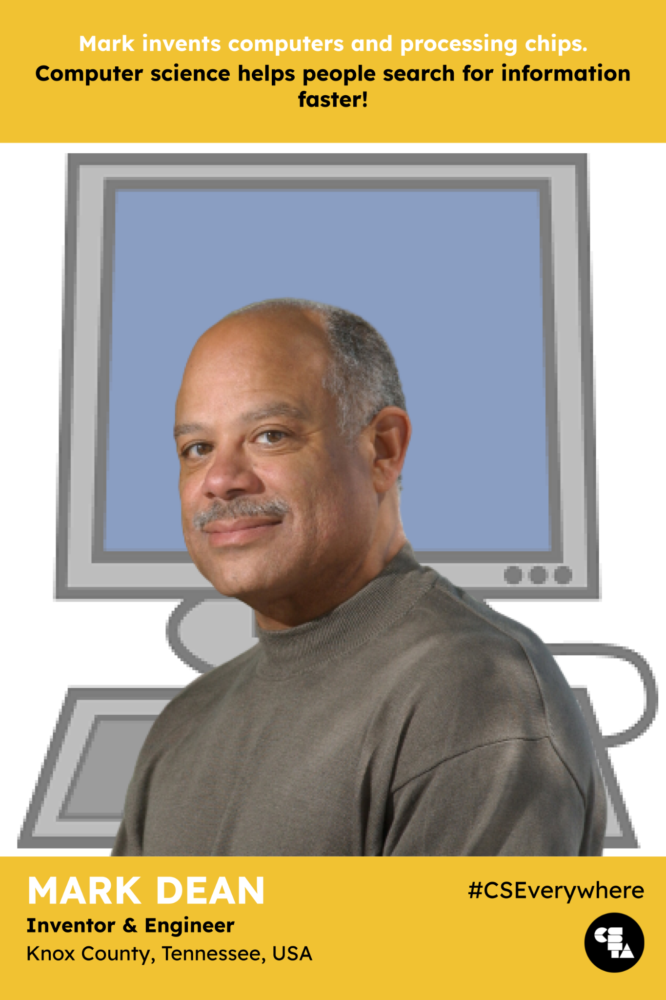 Mark invents computers and processing chips.
Computer science helps people search for information
faster!
MARK DEAN
Inventor & Engineer
Knox County, Tennessee, USA
#CSEverywhere
CSTA